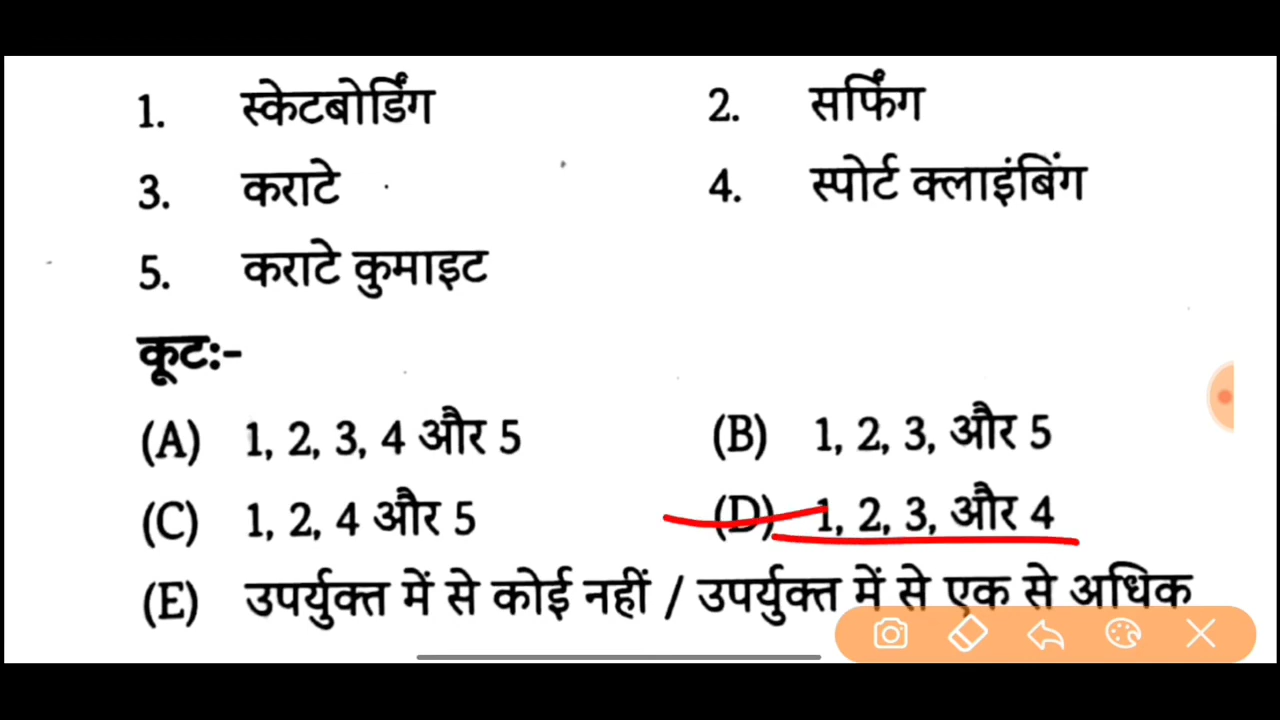 1. स्केटबोर्डिंग 2. सर्फिंग
3. कराटे 4. स्पोर्ट क्लाइंबिंग
5. कराटे कुमाइट
कूटः-
(A) 1, 2, 3, 4 और 5 (B) 1, 2, 3, और 5
(C) 1, 2, 4 और 5 (D) 1, 2, 3, और 4
(E) उपर्युक्त में से कोई नहीं / उपर्युक्त में से एक से अधिक